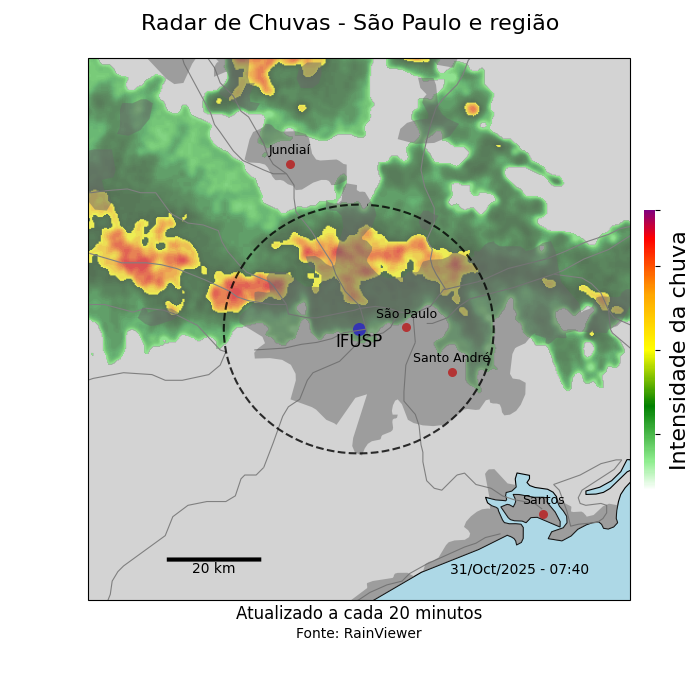 Radar de Chuvas - São Paulo e região
Jundiaí
São Paulo
IFUSP
Santo André
Santos
20 km
31/Oct/2025 - 07:40
Intensidade da chuva
Atualizado a cada 20 minutos
Fonte: RainViewer